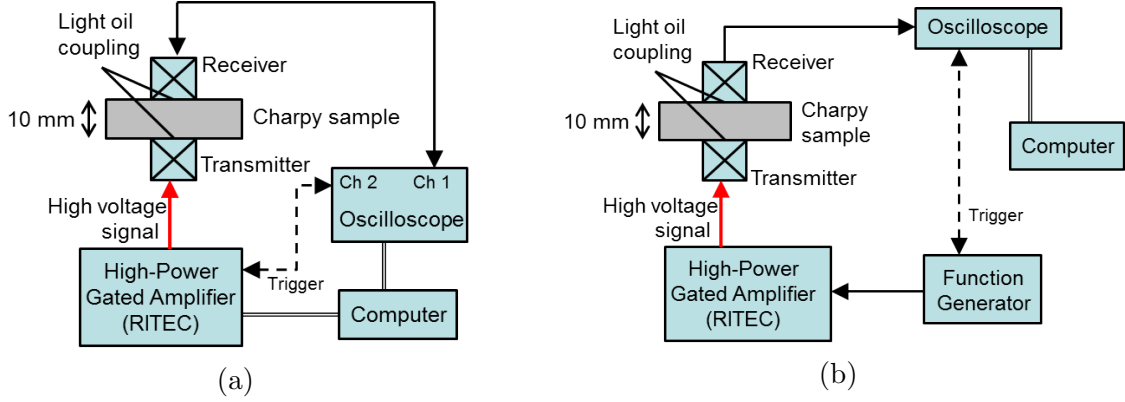 Light oil
coupling
Receiver
10 mm
Charpy sample
Transmitter
High voltage
signal
Ch 2 Ch 1
Oscilloscope
Trigger
High-Power
Gated Amplifier
(RITEC)
Computer
(a)
Light oil
coupling
Oscilloscope
Receiver
10 mm
Charpy
sample
Computer
Transmitter
High voltage
signal
Trigger
High-Power
Gated Amplifier
(RITEC)
Function
Generator
(b)